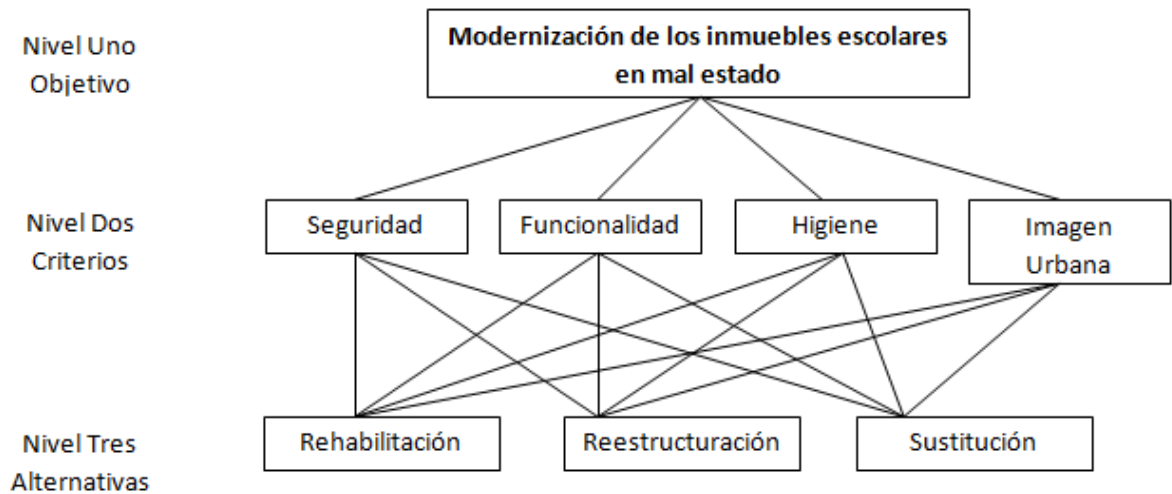 Nivel Uno
Objetivo
Modernización de los inmuebles escolares
en mal estado
Nivel Dos
Criterios
Seguridad
Funcionalidad
Higiene
Imagen
Urbana
Nivel Tres
Alternativas
Rehabilitación
Reestructuración
Sustitución